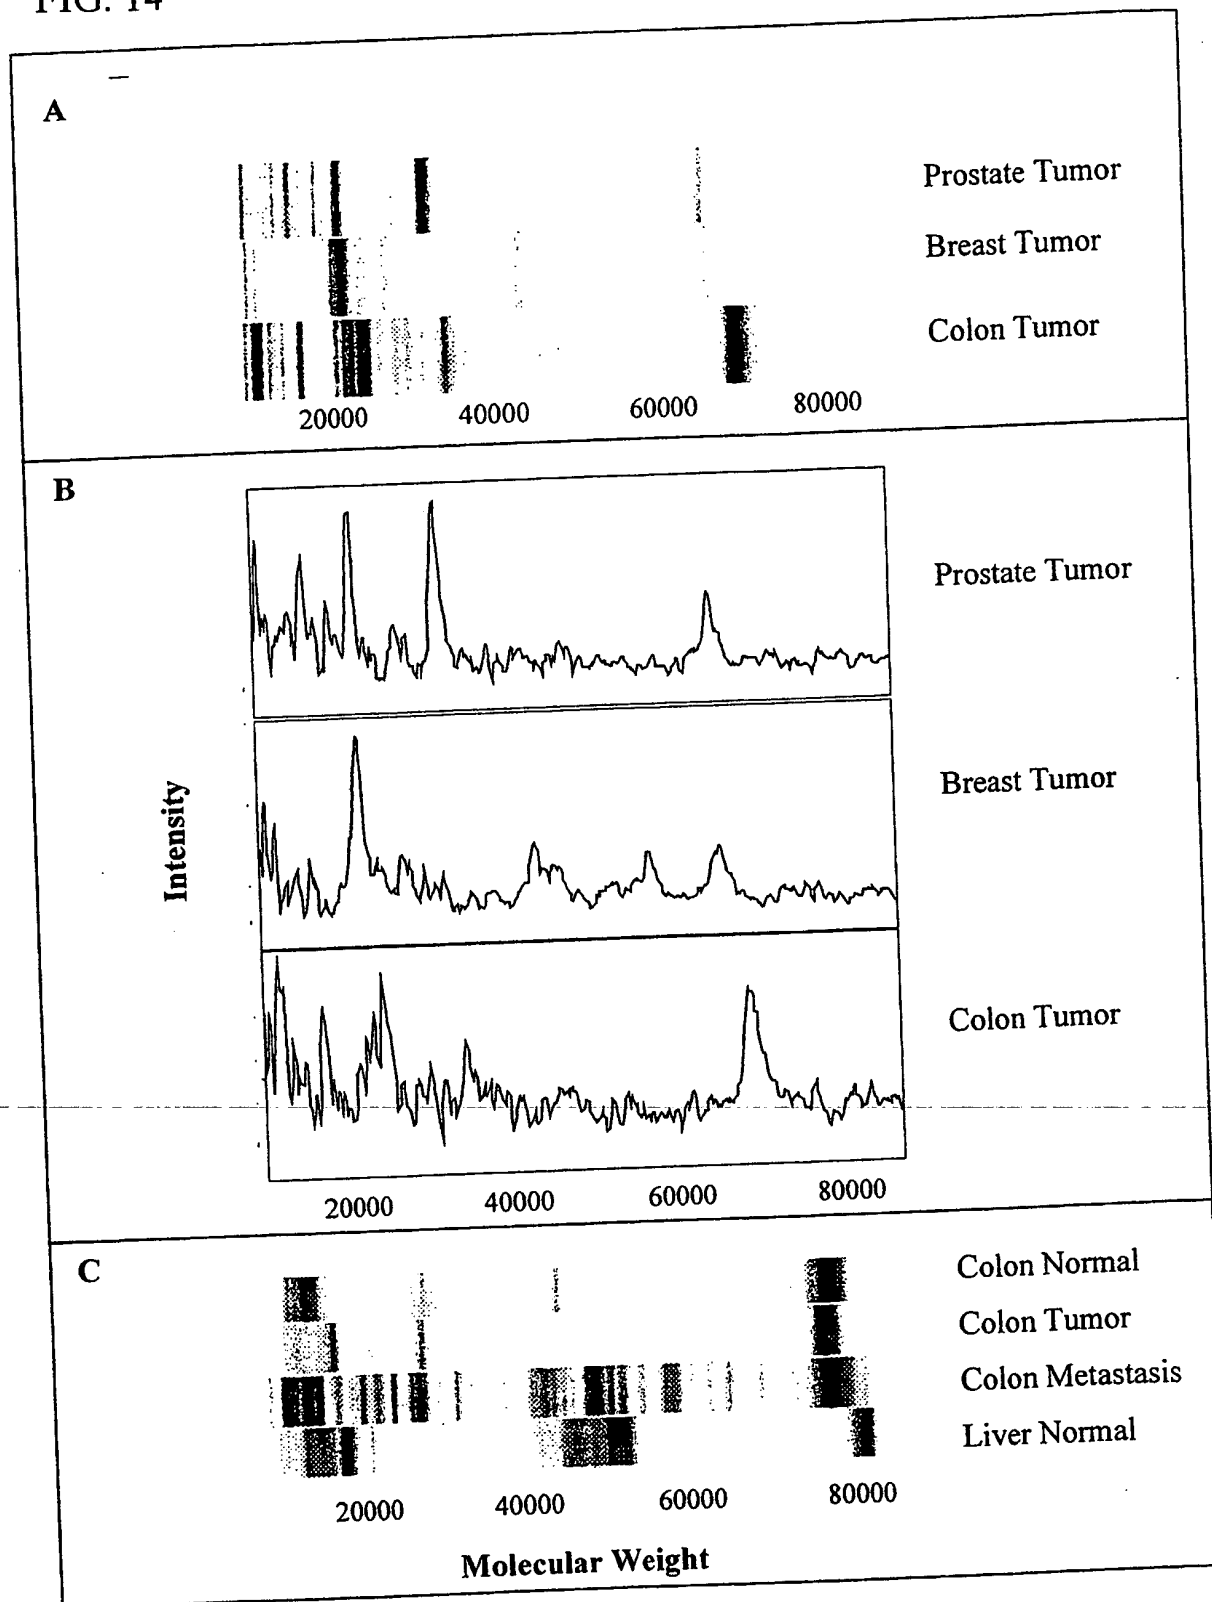 FIG. 14
A
Prostate Tumor
Breast Tumor
Colon Tumor
20000 40000 60000 80000
B
Prostate Tumor
Intensity
Breast Tumor
Colon Tumor
20000 40000 60000 80000
C
Colon Normal
Colon Tumor
Colon Metastasis
Liver Normal
20000 40000 60000 80000
Molecular Weight